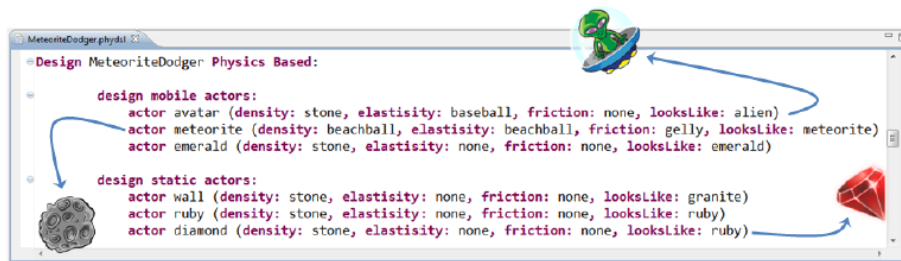 MeteoriteDodger.phydsl
Design MeteoriteDodger Physics Based:
design mobile actors:
actor avatar (density: stone, elastisity: baseball, friction: none, looksLike: alien)
actor meteorite (density: beachball, elastisity: beachball, friction: gelly, looksLike: meteorite)
actor emerald (density: stone, elastisity: none, friction: none, looksLike: emerald)
design static actors:
actor wall (density: stone, elastisity: none, friction: none, looksLike: granite)
actor ruby (density: stone, elastisity: none, friction: none, looksLike: ruby)
actor diamond (density: stone, elastisity: none, friction: none, looksLike: ruby)